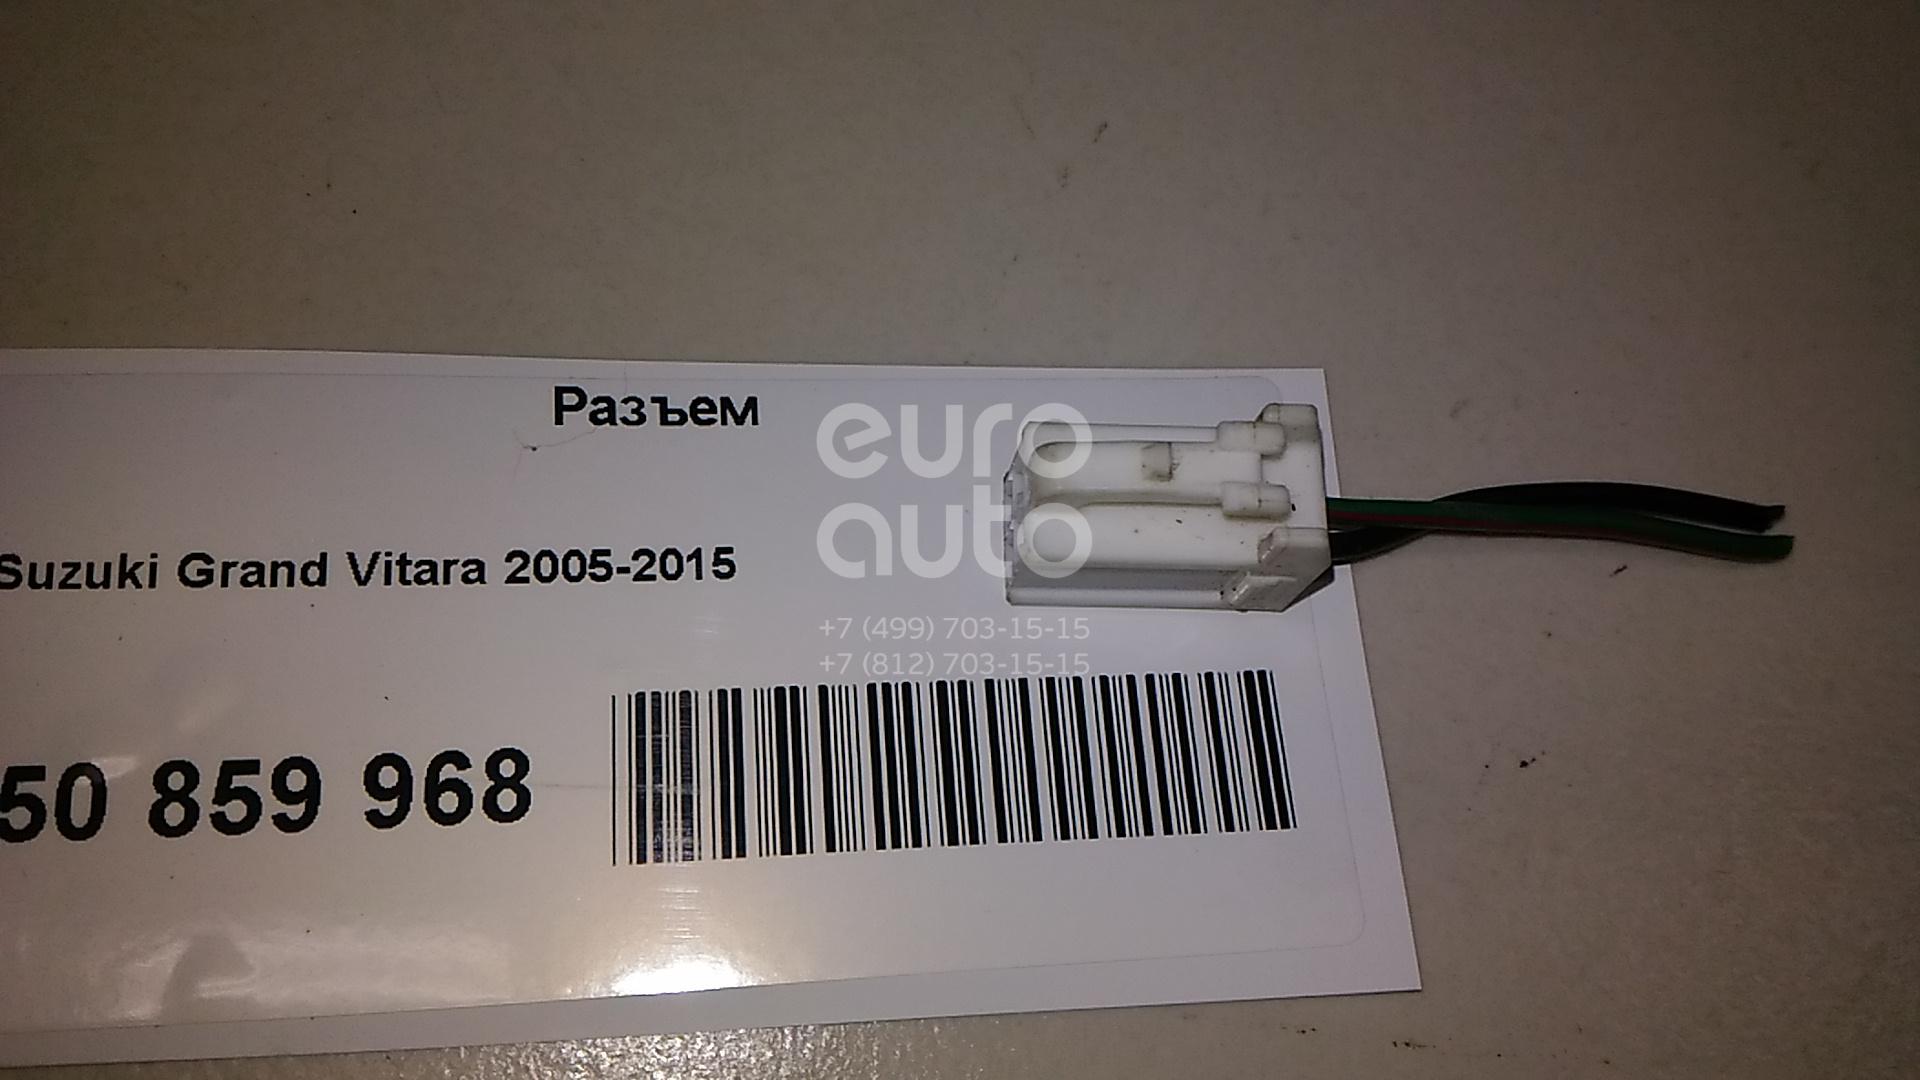 Разъем
euro
auto
Suzuki Grand Vitara 2005-2015
+7 (499) 703-15-15
+7 (812) 703-15-15
50 859 968